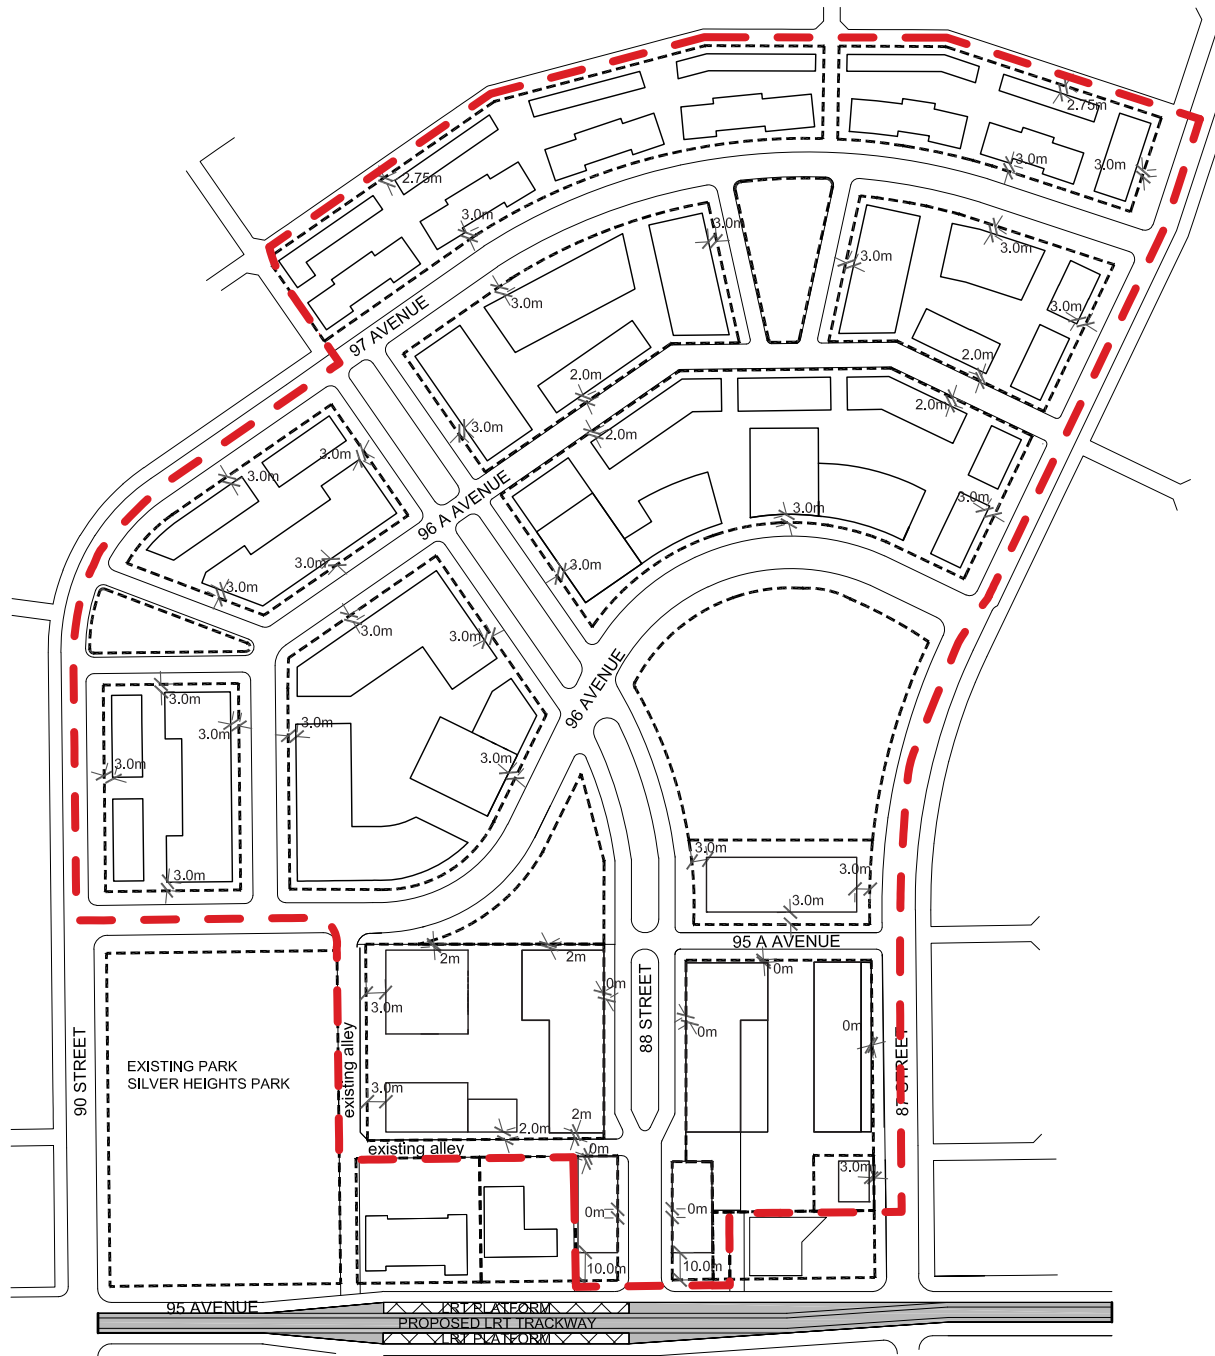 2.75m
3.0m
3.0m
2.75m
3.0m
3.0m
3.0m
3.0m
3.0m
3.0m
97 AVENUE
3.0m
2.0m
2.0m
2.0m
3.0m
2.0m
3.0m
3.0m
3.0m
96 A AVENUE
3.0m
3.0m
3.0m
3.0m
3.0m
3.0m
3.0m
96 AVENUE
3.0m
3.0m
3.0m
3.0m
3.0m
3.0m
3.0m
3.0m
95 A AVENUE
2m
2m
0m
0m
3.0m
0m
0m
88 STREET
90 STREET
EXISTING PARK
SILVER HEIGHTS PARK
existing alley
87 STREET
3.0m
2.0m
2m
existing alley
0m
3.0m
0m
0m
10.0m
10.0m
95 AVENUE
LRT PLATFORM
PROPOSED LRT TRACKWAY
LRT PLATFORM